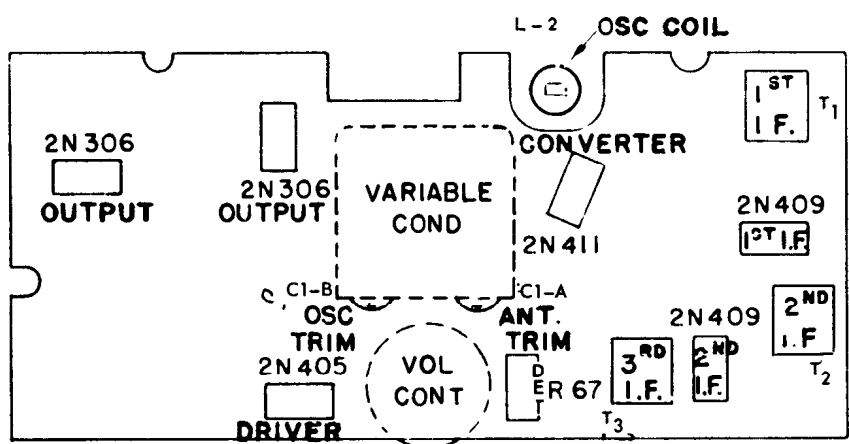 L-2 OSC COIL
1ST
I F.
T1
2N306
OUTPUT
2N306
OUTPUT
VARIABLE
COND
CONVERTER
2N411
2N409
1ST I.F.
C1-B
OSC
TRIM
C1-A
ANT.
TRIM
2ND
I.F
T2
2N409
2ND
I.F.
3RD
I.F.
T3
2N405
DRIVER
VOL
CONT
DET
R 67